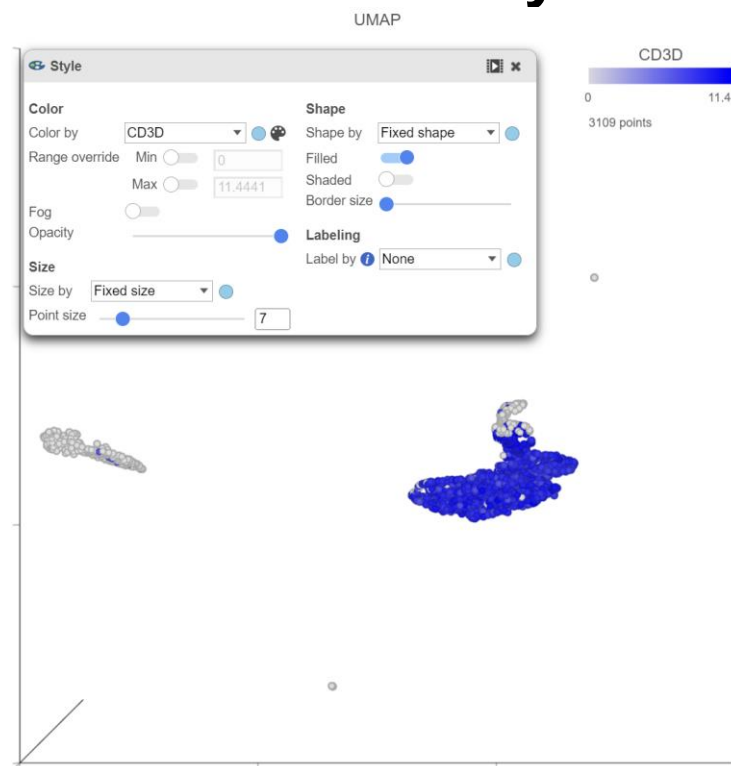 UMAP
Style
CD3D
0 11.4
3109 points
Color
Color by CD3D
Range override Min 0
Max 11.4441
Fog
Opacity
Size
Size by Fixed size
Point size 7
Shape
Shape by Fixed shape
Filled
Shaded
Border size
Labeling
Label by i None